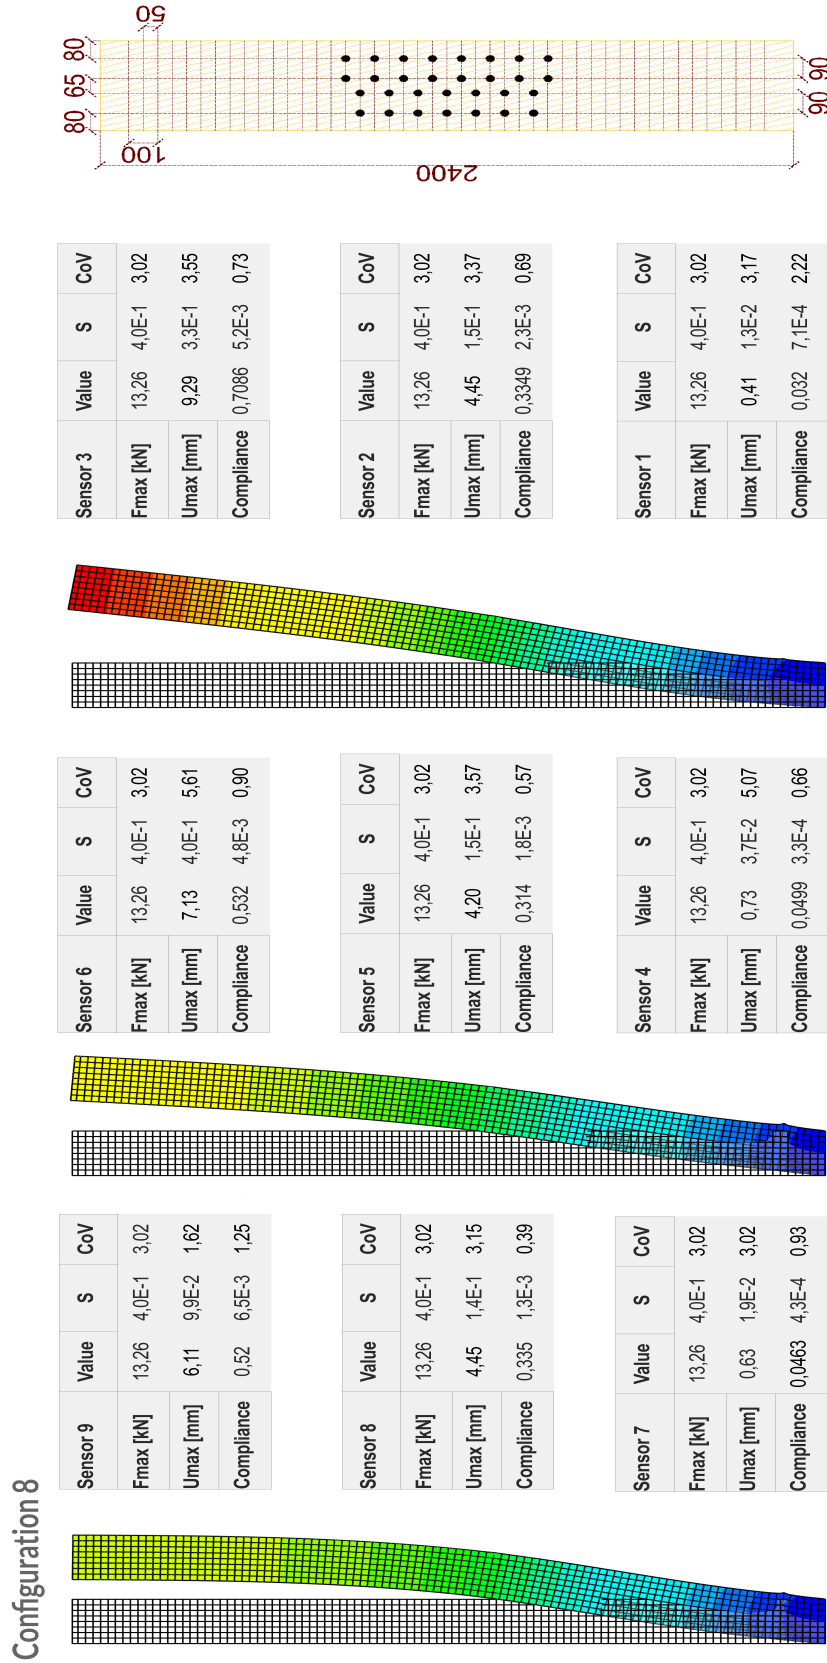 Configuration 8
Sensor 9 Value S CoV
Fmax [kN] 13,26 4,0E-1 3,02
Umax [mm] 6,11 9,9E-2 1,62
Compliance 0,52 6,5E-3 1,25
Sensor 6 Value S CoV
Fmax [kN] 13,26 4,0E-1 3,02
Umax [mm] 7,13 4,0E-1 5,61
Compliance 0,532 4,8E-3 0,90
Sensor 3 Value S CoV
Fmax [kN] 13,26 4,0E-1 3,02
Umax [mm] 9,29 3,3E-1 3,55
Compliance 0,7086 5,2E-3 0,73
Sensor 8 Value S CoV
Fmax [kN] 13,26 4,0E-1 3,02
Umax [mm] 4,45 1,4E-1 3,15
Compliance 0,335 1,3E-3 0,39
Sensor 5 Value S CoV
Fmax [kN] 13,26 4,0E-1 3,02
Umax [mm] 4,20 1,5E-1 3,57
Compliance 0,314 1,8E-3 0,57
Sensor 2 Value S CoV
Fmax [kN] 13,26 4,0E-1 3,02
Umax [mm] 4,45 1,5E-1 3,37
Compliance 0,3349 2,3E-3 0,69
Sensor 7 Value S CoV
Fmax [kN] 13,26 4,0E-1 3,02
Umax [mm] 0,63 1,9E-2 3,02
Compliance 0,0463 4,3E-4 0,93
Sensor 4 Value S CoV
Fmax [kN] 13,26 4,0E-1 3,02
Umax [mm] 0,73 3,7E-2 5,07
Compliance 0,0499 3,3E-4 0,66
Sensor 1 Value S CoV
Fmax [kN] 13,26 4,0E-1 3,02
Umax [mm] 0,41 1,3E-2 3,17
Compliance 0,032 7,1E-4 2,22
80
65
80
100
50
2400
90
90